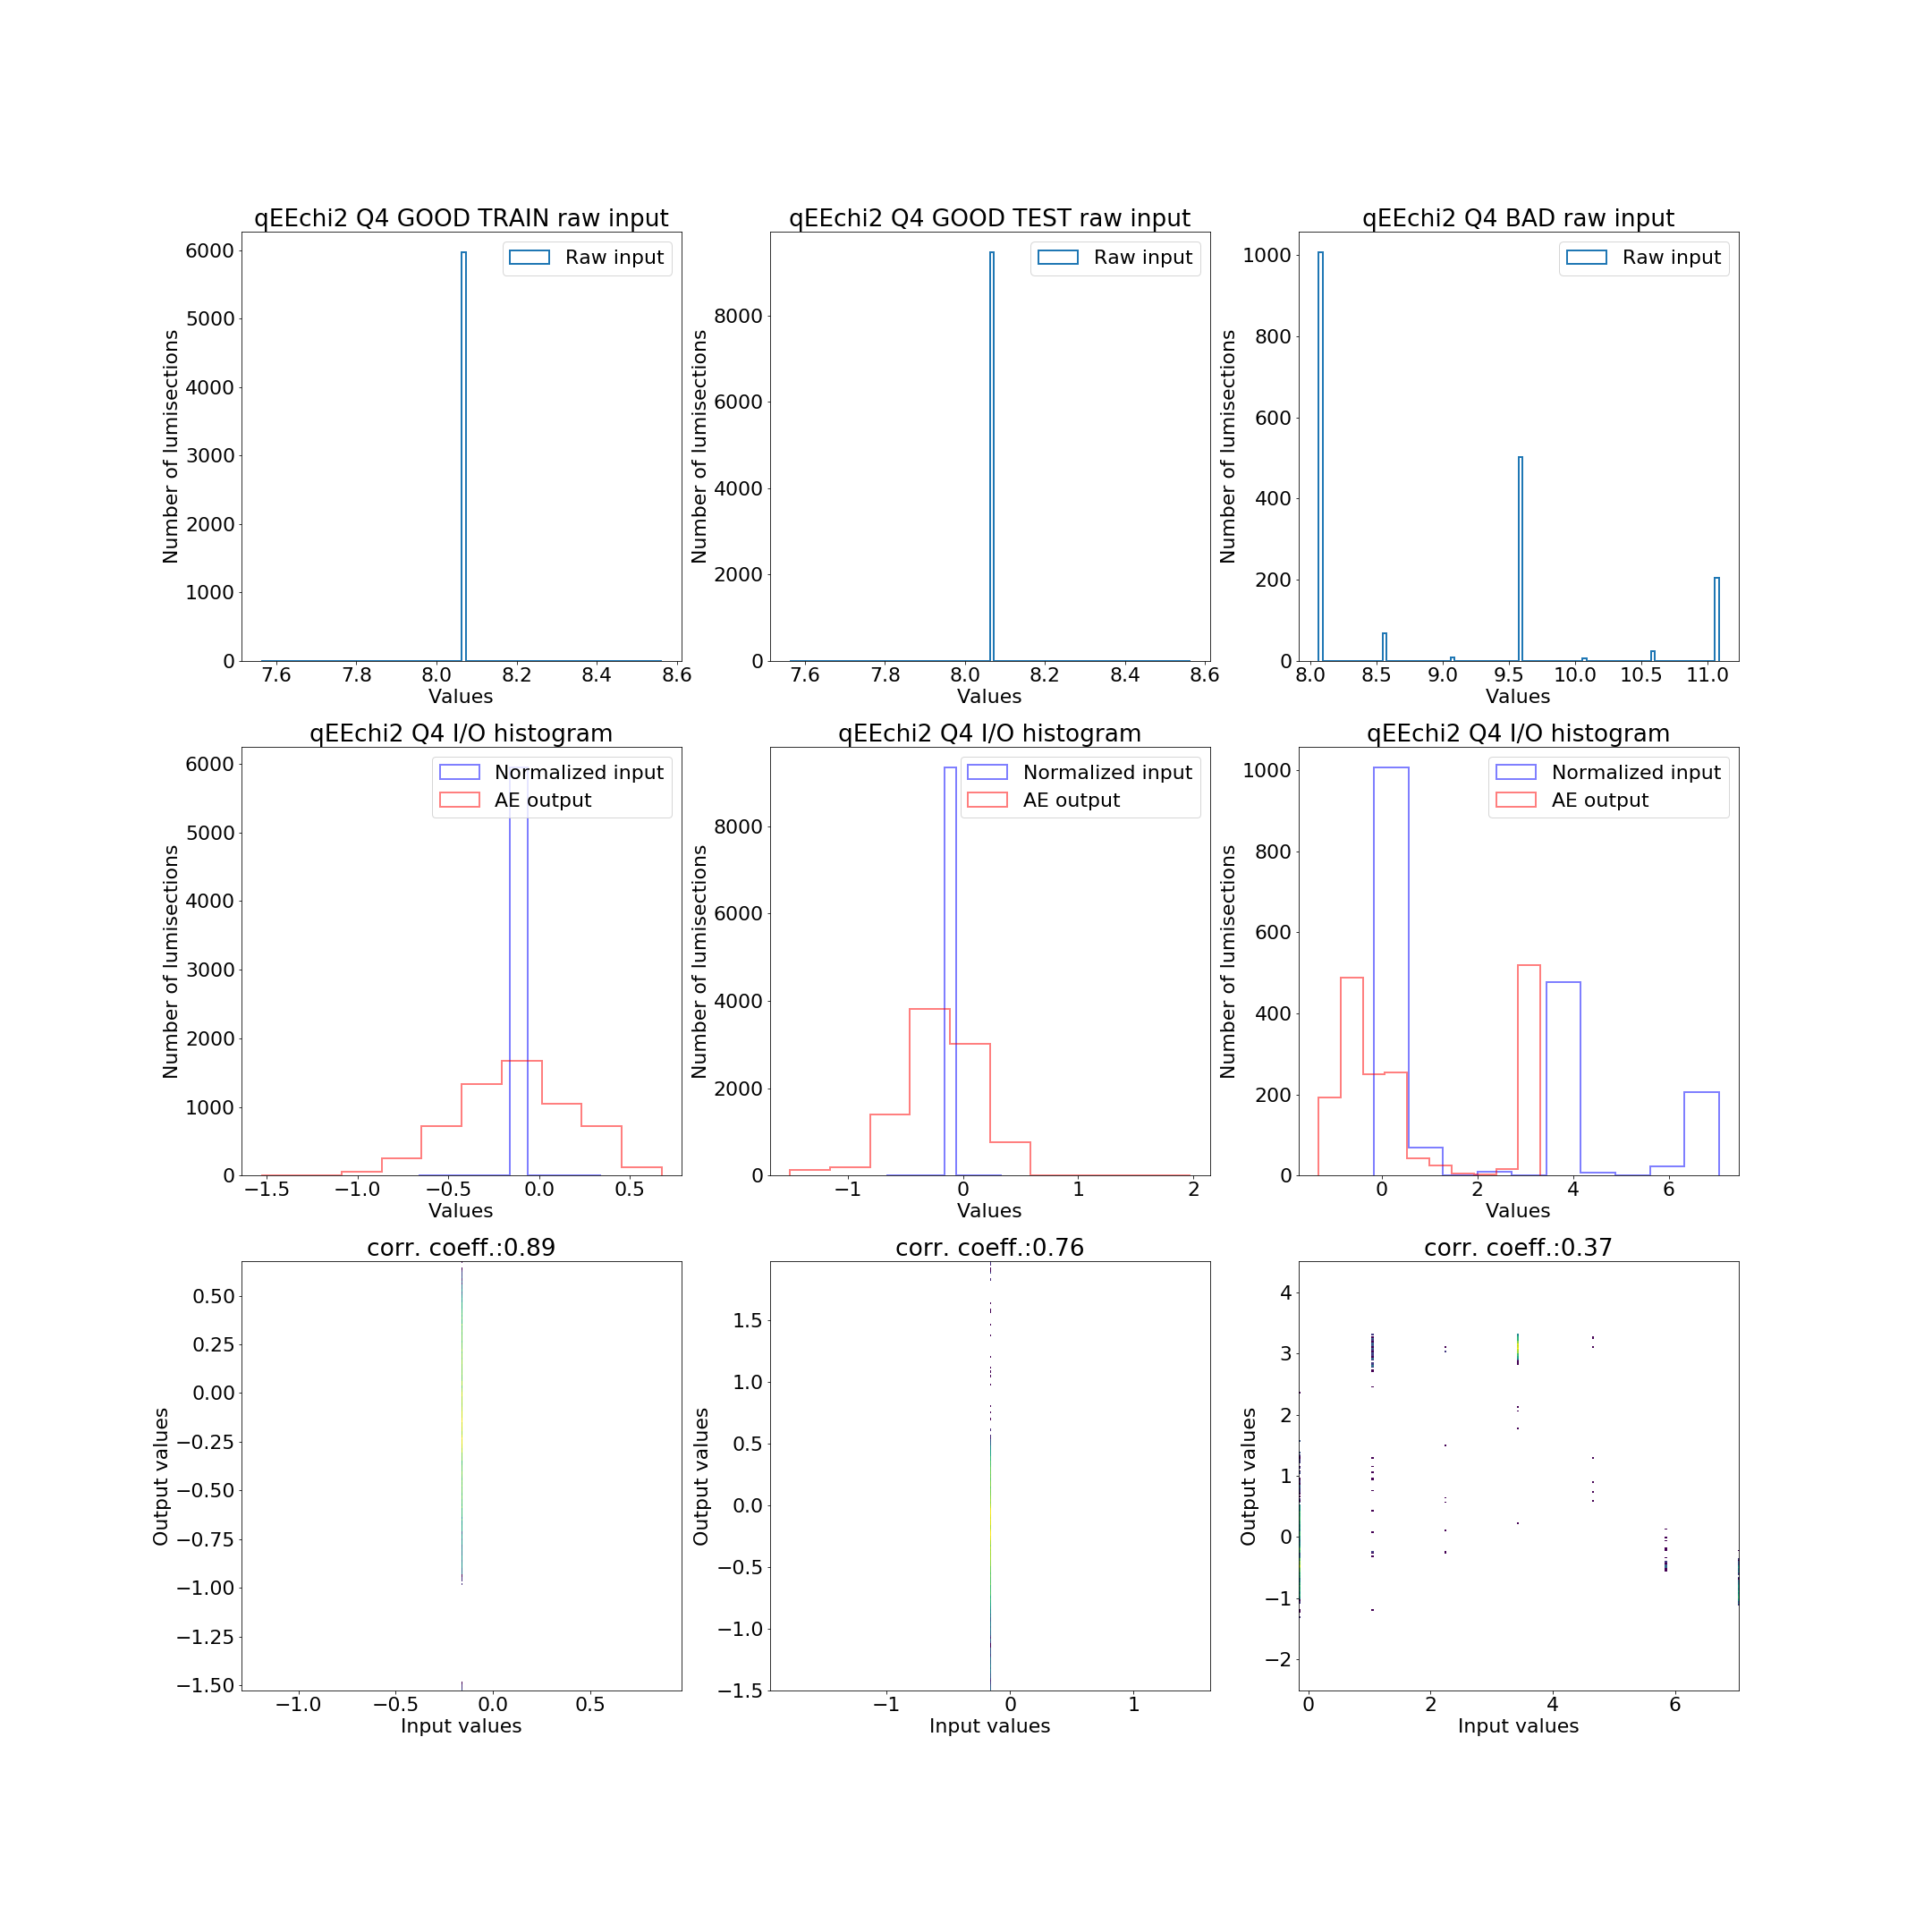 qEEchi2 Q4 GOOD TRAIN raw input
Raw input
6000
5000
4000
3000
2000
1000
0
Number of lumisections
7.6 7.8 8.0 8.2 8.4 8.6
Values
qEEchi2 Q4 GOOD TEST raw input
Raw input
8000
6000
4000
2000
0
Number of lumisections
7.6 7.8 8.0 8.2 8.4 8.6
Values
qEEchi2 Q4 BAD raw input
Raw input
1000
800
600
400
200
0
Number of lumisections
8.0 8.5 9.0 9.5 10.0 10.5 11.0
Values
qEEchi2 Q4 I/O histogram
Normalized input
AE output
6000
5000
4000
3000
2000
1000
0
Number of lumisections
−1.5 −1.0 −0.5 0.0 0.5
Values
qEEchi2 Q4 I/O histogram
Normalized input
AE output
8000
6000
4000
2000
0
Number of lumisections
−1 0 1 2
Values
qEEchi2 Q4 I/O histogram
Normalized input
AE output
1000
800
600
400
200
0
Number of lumisections
0 2 4 6
Values
corr. coeff.:0.89
0.50
0.25
0.00
−0.25
−0.50
−0.75
−1.00
−1.25
−1.50
Output values
−1.0 −0.5 0.0 0.5
Input values
corr. coeff.:0.76
1.5
1.0
0.5
0.0
−0.5
−1.0
−1.5
Output values
−1 0 1
Input values
corr. coeff.:0.37
4
3
2
1
0
−1
−2
Output values
0 2 4 6
Input values